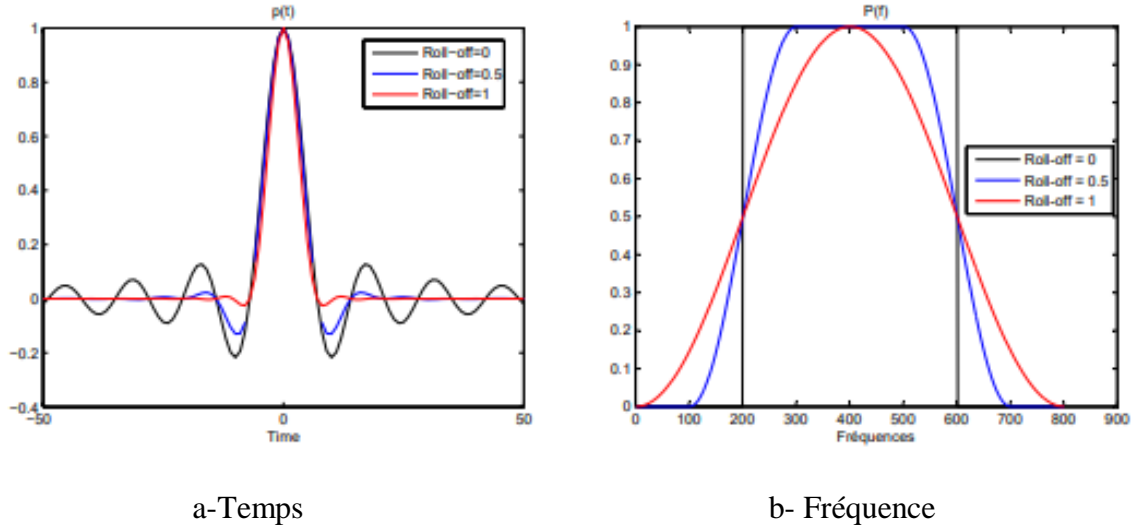 p(t)
Roll-off=0
Roll-off=0.5
Roll-off=1
1
0.8
0.6
0.4
0.2
0
−0.2
−0.4
−50
0
50
Time
P(f)
Roll-off = 0
Roll-off = 0.5
Roll-off = 1
1
0.9
0.8
0.7
0.6
0.5
0.4
0.3
0.2
0.1
0
0 100 200 300 400 500 600 700 800 900
Fréquences
a-Temps
b- Fréquence